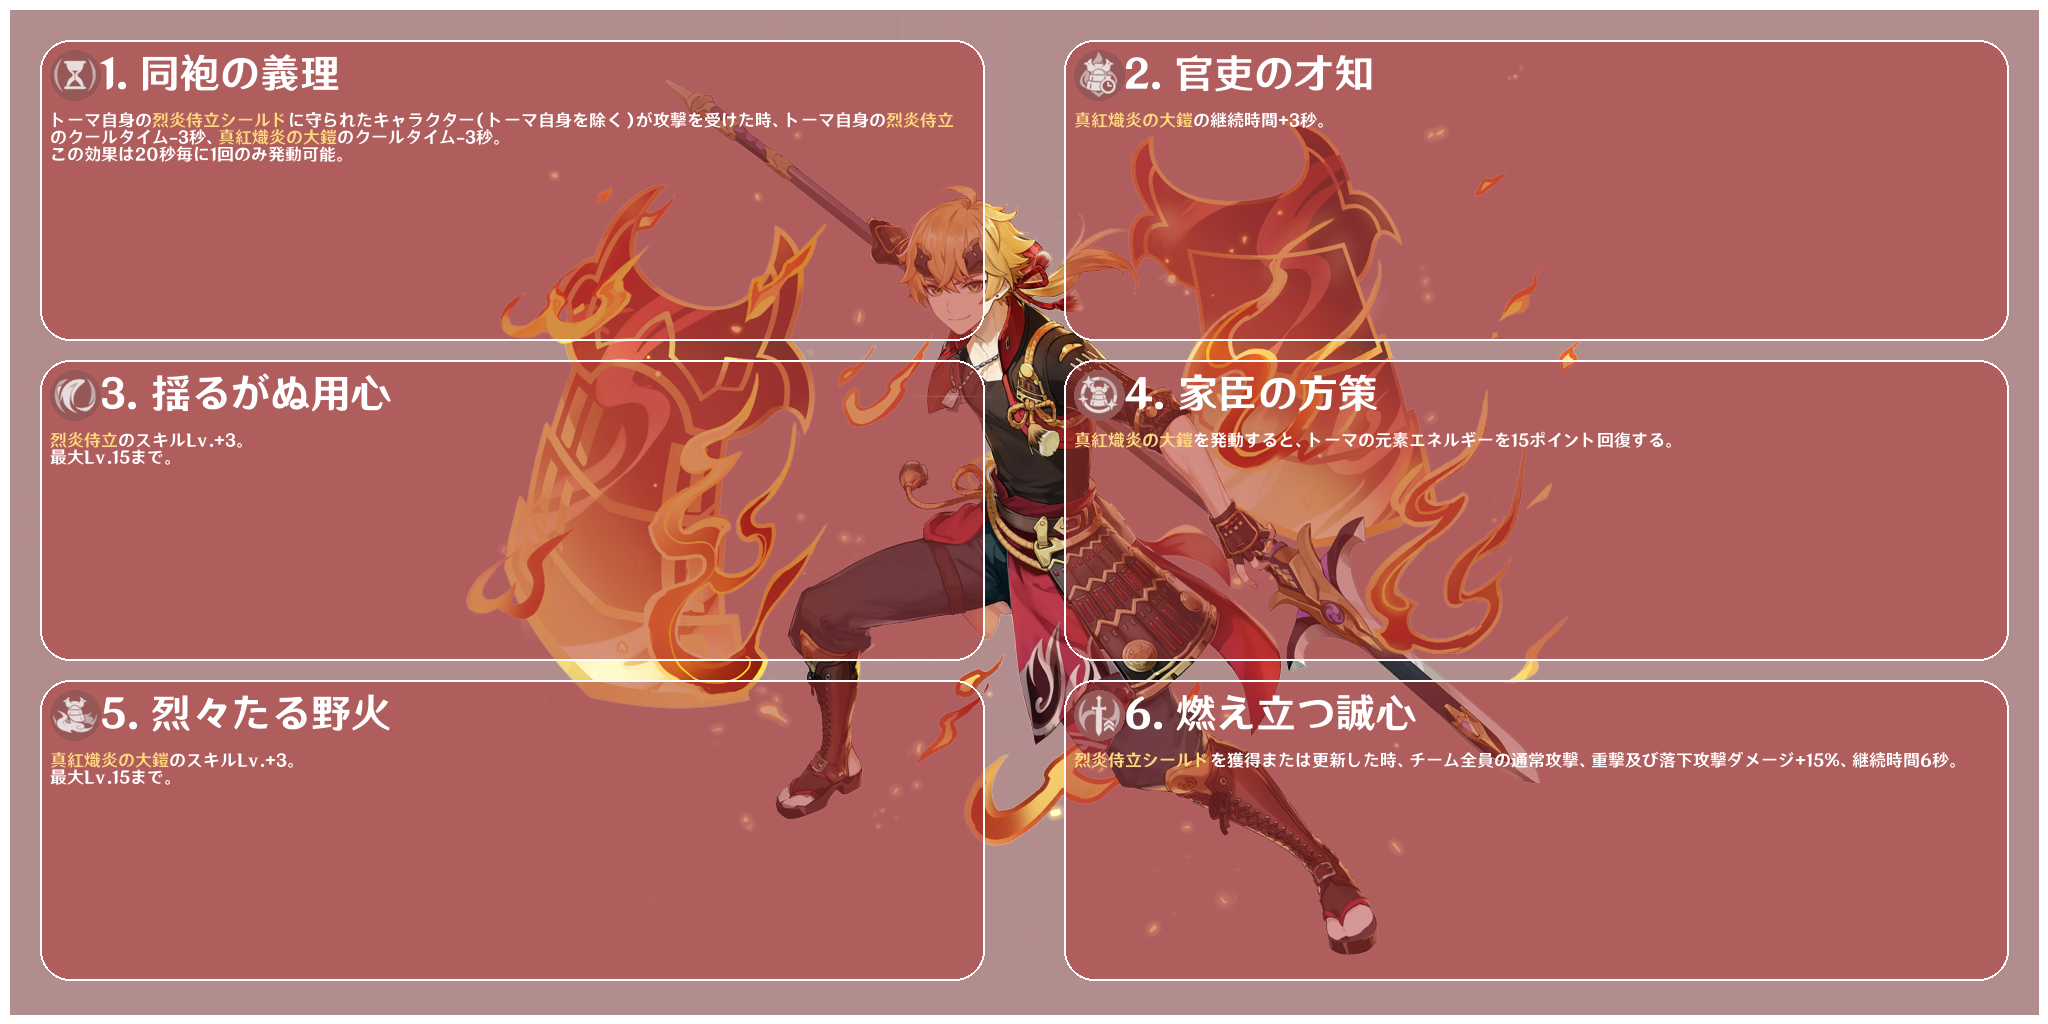 1. 同袍の義理
トーマ自身の烈炎侍立シールドに守られたキャラクター(トーマ自身を除く)が攻撃を受けた時、トーマ自身の烈炎侍立
のクールタイム-3秒、真紅熾炎の大鎧のクールタイム-3秒。
この効果は20秒毎に1回のみ発動可能。
2. 官吏の才知
真紅熾炎の大鎧の継続時間+3秒。
3. 揺るがぬ用心
烈炎侍立のスキルLv.+3。
最大Lv.15まで。
4. 家臣の方策
真紅熾炎の大鎧を発動すると、トーマの元素エネルギーを15ポイント回復する。
5. 烈々たる野火
真紅熾炎の大鎧のスキルLv.+3。
最大Lv.15まで。
6. 燃え立つ誠心
烈炎侍立シールドを獲得または更新した時、チーム全員の通常攻撃、重撃及び落下攻撃ダメージ+15%、継続時間6秒。